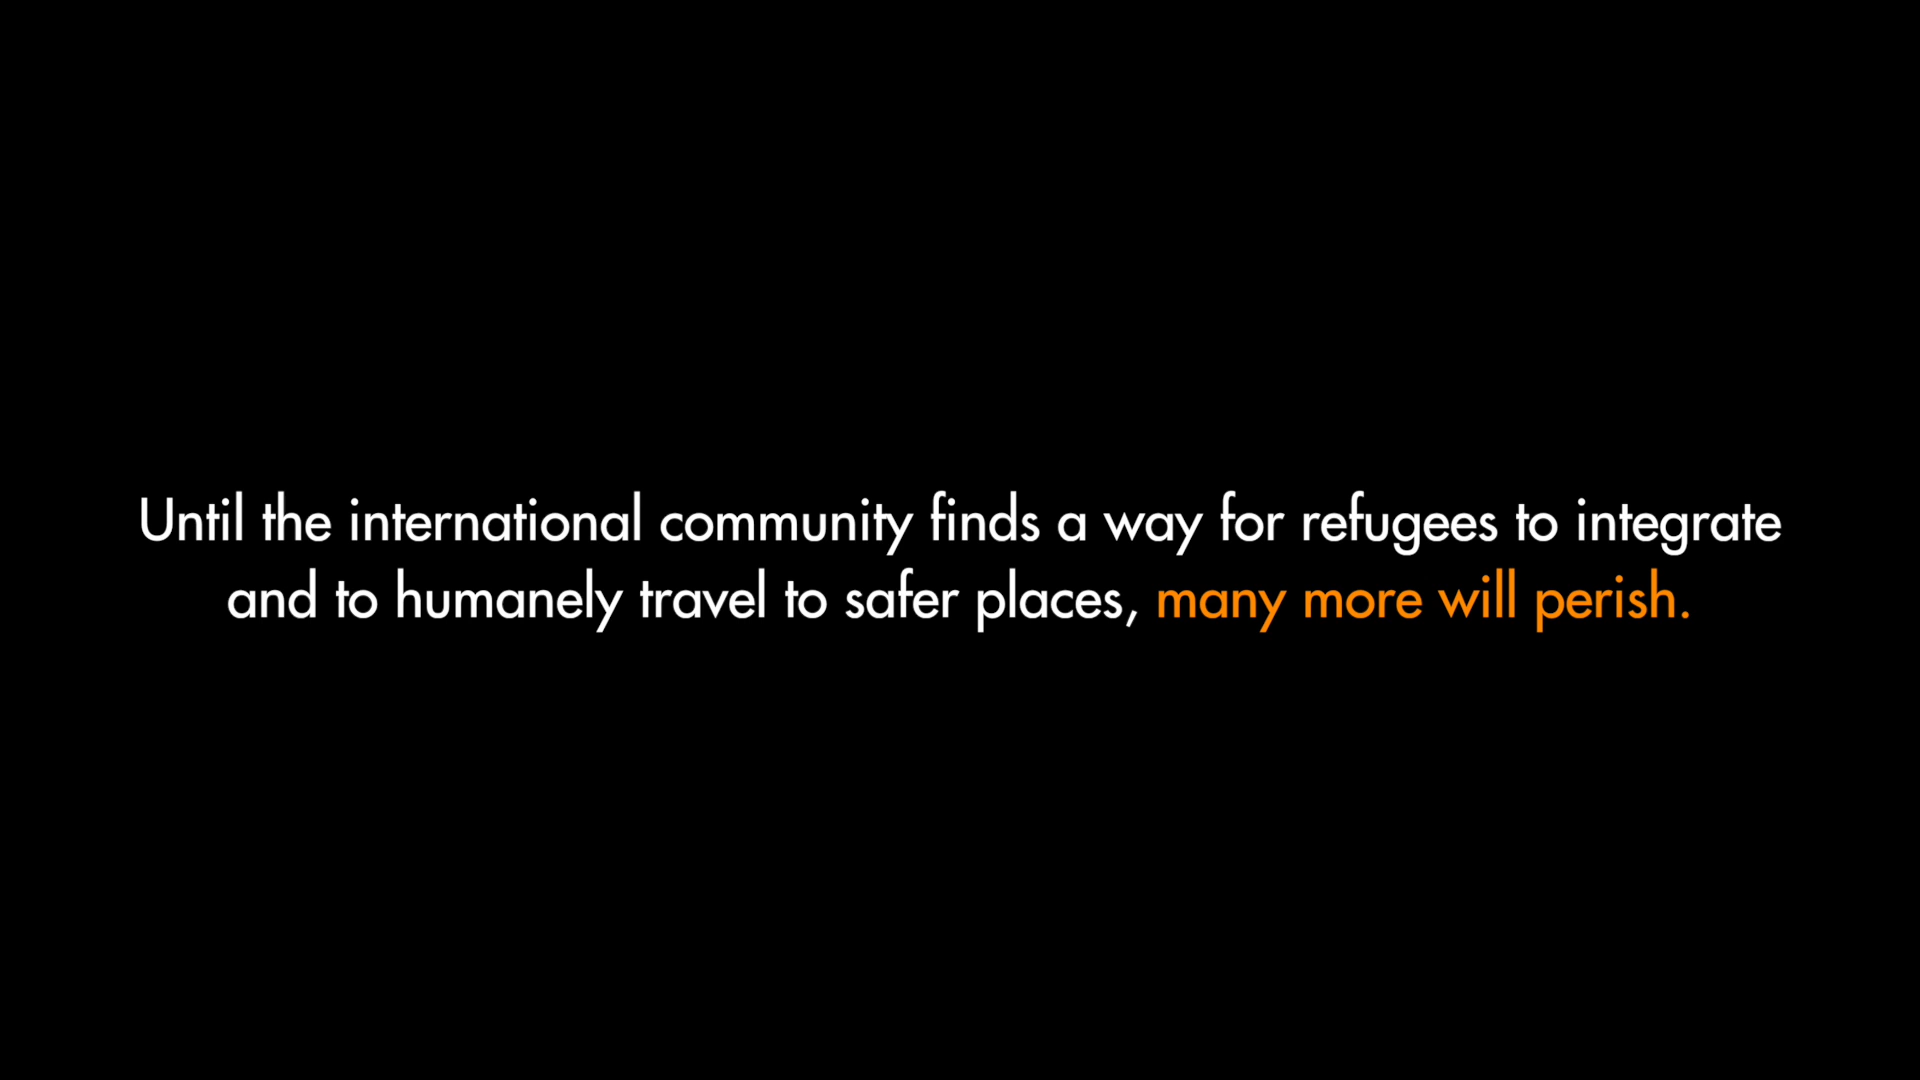 Until the international community finds a way for refugees to integrate
and to humanely travel to safer places, many more will perish.